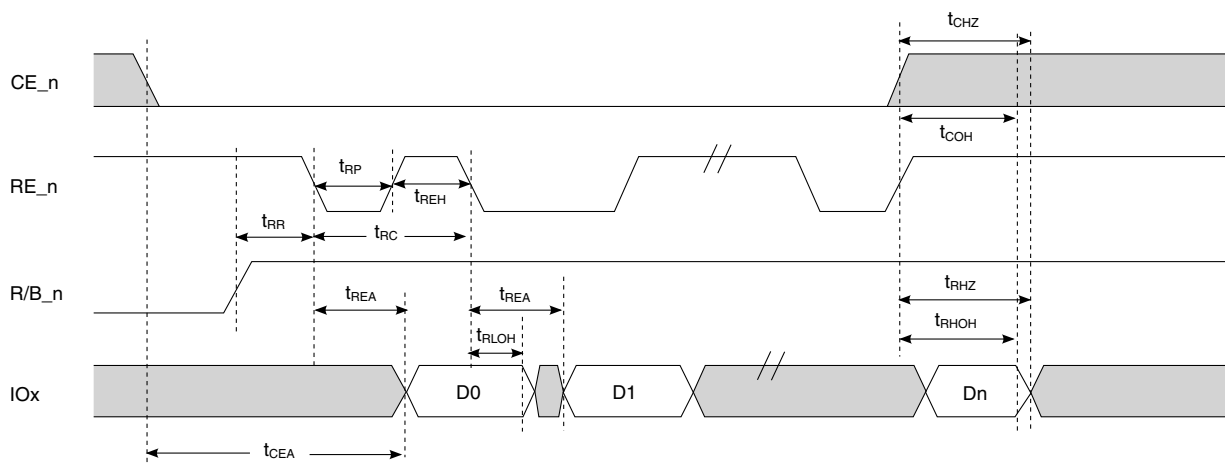 tCHZ
CE_n
tCOH
tRP
RE_n
tREH
tRR
tRC
R/B_n
tREA
tREA
tRHZ
tRLOH
tRHOH
IOx
D0
D1
Dn
tCEA